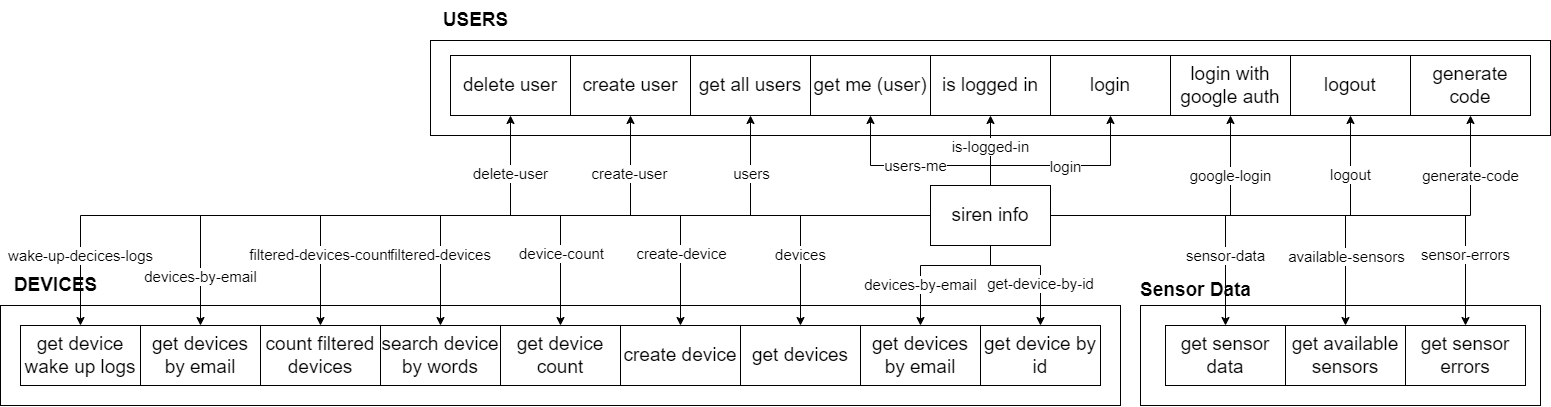 USERS
delete user
create user
get all users
get me (user)
is logged in
login
login with
google auth
logout
generate
code
is-logged-in
users-me
login
delete-user
create-user
users
google-login
logout
generate-code
siren info
wake-up-decices-logs
devices-by-email
filtered-devices-count
filtered-devices
device-count
create-device
devices
devices-by-email
get-device-by-id
sensor-data
available-sensors
sensor-errors
DEVICES
Sensor Data
get device
wake up logs
get devices
by email
count filtered
devices
search device
by words
get device
count
create device
get devices
get devices
by email
get device by
id
get sensor
data
get available
sensors
get sensor
errors